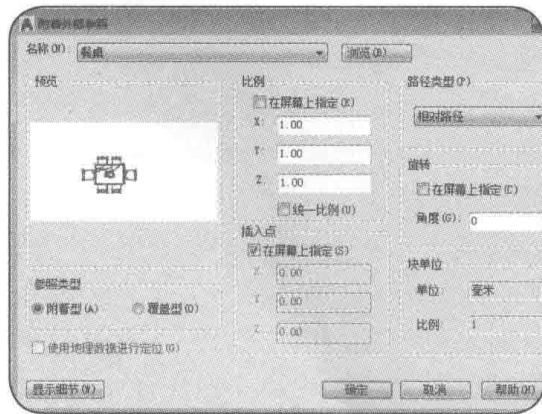 附着外部参照
名称(N): 餐桌 浏览(B)...
预览
比例
在屏幕上指定(E)
X: 1.00
Y: 1.00
Z: 1.00
统一比例(U)
插入点
在屏幕上指定(S)
X 0.00
Y 0.00
Z 0.00
路径类型(P)
相对路径
旋转
在屏幕上指定(C)
角度(G): 0
块单位
单位: 毫米
比例: 1
参照类型
附着型(A) 覆盖型(O)
使用地理数据进行定位(G)
显示细节(W) 确定 取消 帮助(H)